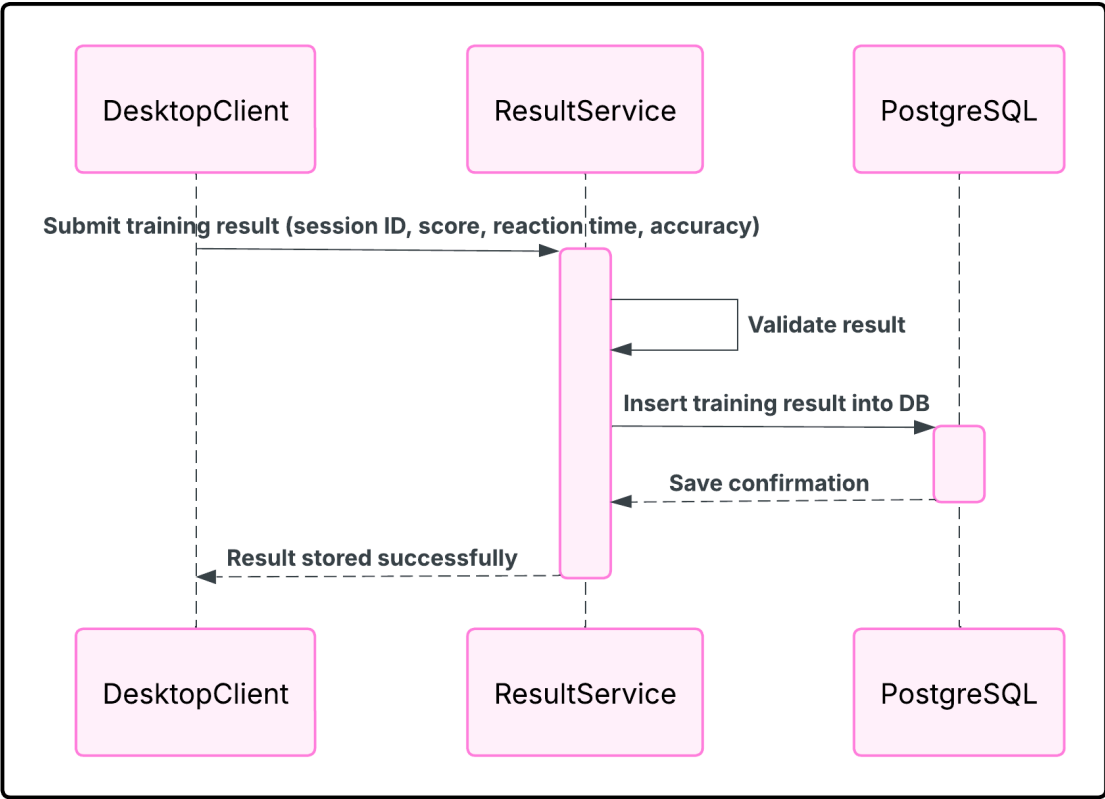 DesktopClient
ResultService
PostgreSQL
Submit training result (session ID, score, reaction time, accuracy)
Validate result
Insert training result into DB
Save confirmation
Result stored successfully
DesktopClient
ResultService
PostgreSQL